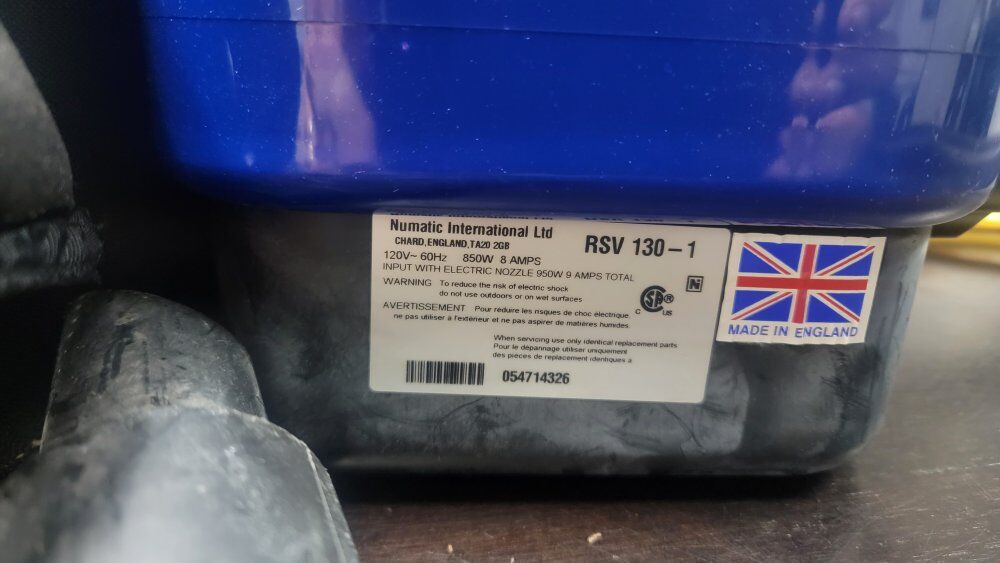 Numatic International Ltd
CHARD, ENGLAND, TA20 2GB
RSV 130-1
120V~ 60Hz 850W 8 AMPS
INPUT WITH ELECTRIC NOZZLE 950W 9 AMPS TOTAL
WARNING To reduce the risk of electric shock
do not use outdoors or on wet surfaces
AVERTISSEMENT Pour réduire les risques de choc électrique
ne pas utiliser à l'extérieur et ne pas aspirer de matières humides.
When servicing use only identical replacement parts
Pour le dépannage utiliser uniquement
des pieces de replacement identiques à
054714326
N
C SA ® US
MADE IN ENGLAND